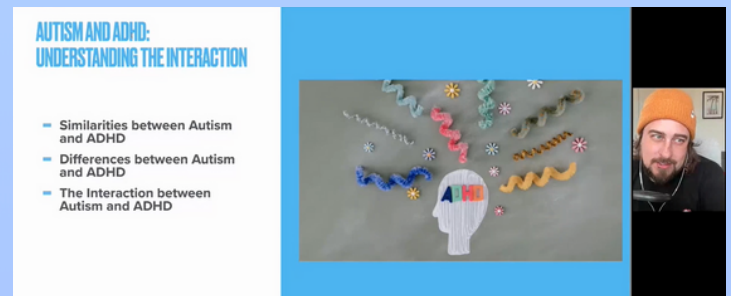 AUTISM AND ADHD:
UNDERSTANDING THE INTERACTION
Similarities between Autism
and ADHD
Differences between Autism
and ADHD
The Interaction between
Autism and ADHD
ADHD